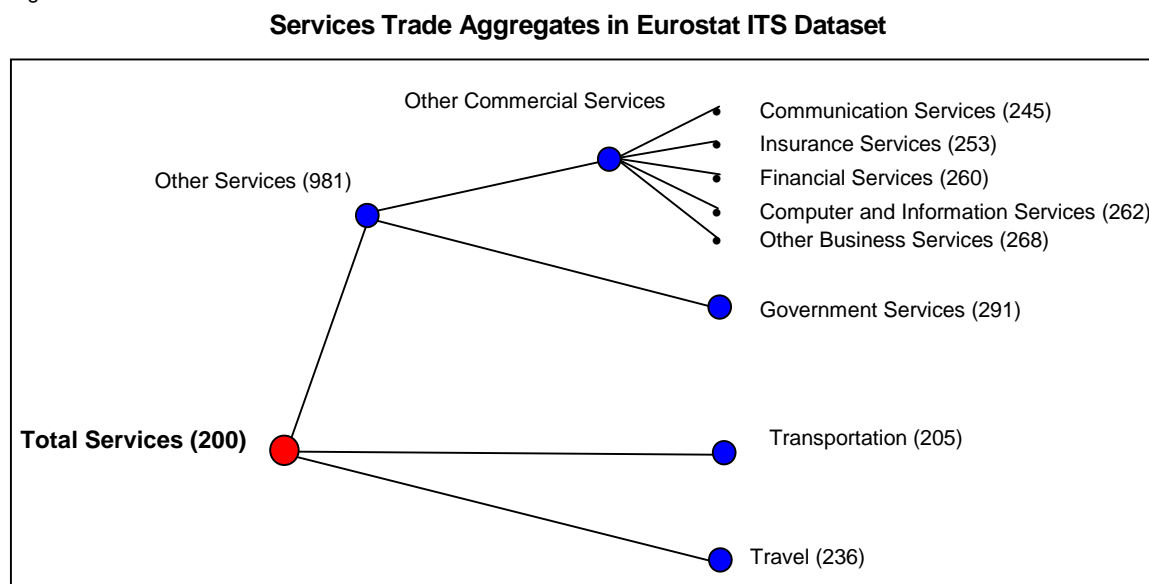 Services Trade Aggregates in Eurostat ITS Dataset
Other Commercial Services
Communication Services (245)
Insurance Services (253)
Financial Services (260)
Computer and Information Services (262)
Other Business Services (268)
Other Services (981)
Government Services (291)
Total Services (200)
Transportation (205)
Travel (236)